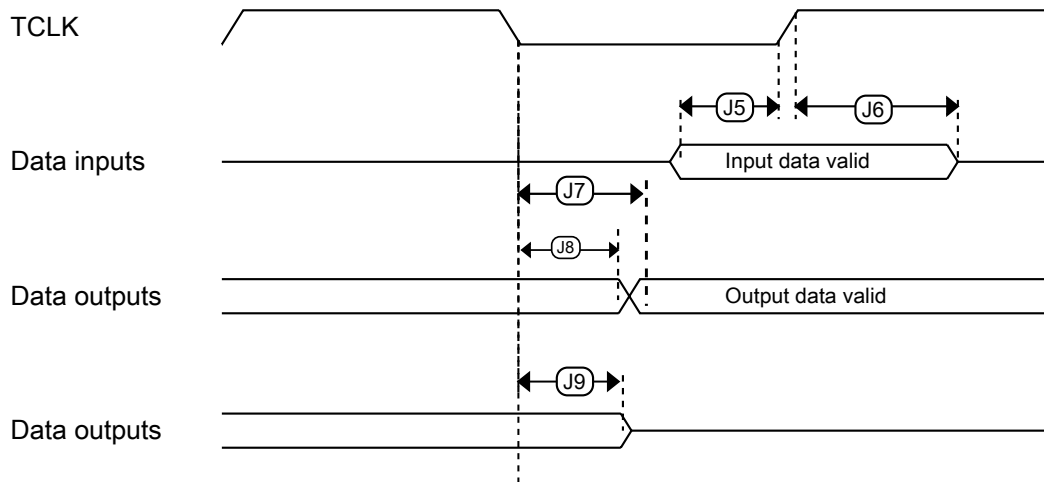 TCLK
J5
J6
Data inputs
Input data valid
J7
J8
Data outputs
Output data valid
J9
Data outputs